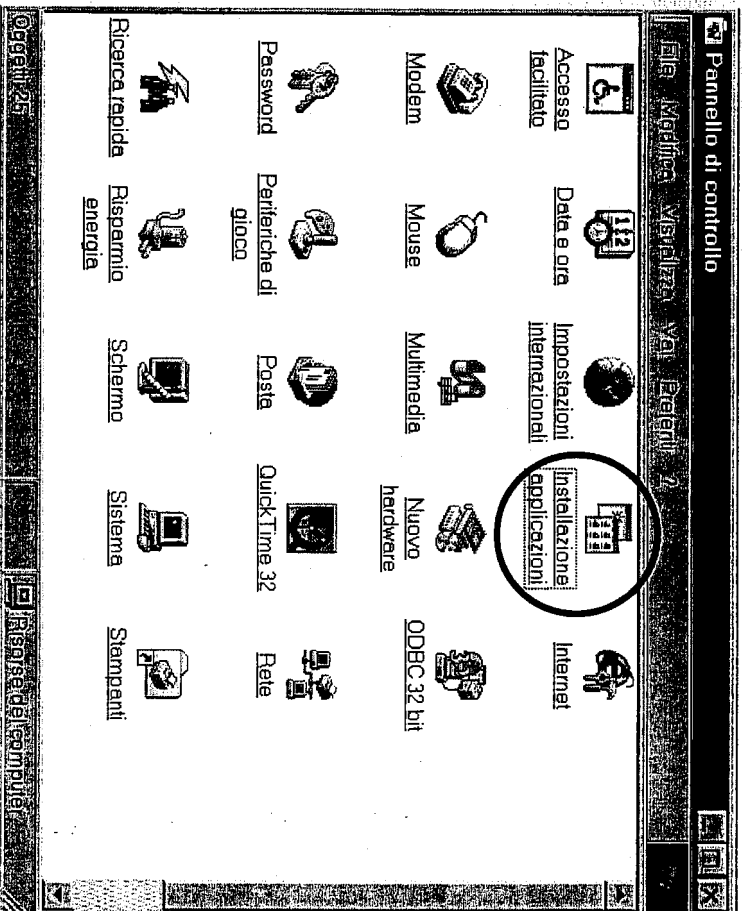 Pannello di controllo
File Modifica Visualizza Vai Preferiti ?
Accesso
facilitato
Data e ora
Impostazioni
internazionali
Installazione
applicazioni
Internet
Modem
Mouse
Multimedia
Nuovo
hardware
ODBC 32 bit
Password
Periferiche di
gioco
Posta
QuickTime 32
Rete
Ricerca rapida
Risparmio
energia
Schermo
Sistema
Stampanti
Oggetti 25
Risorse del computer